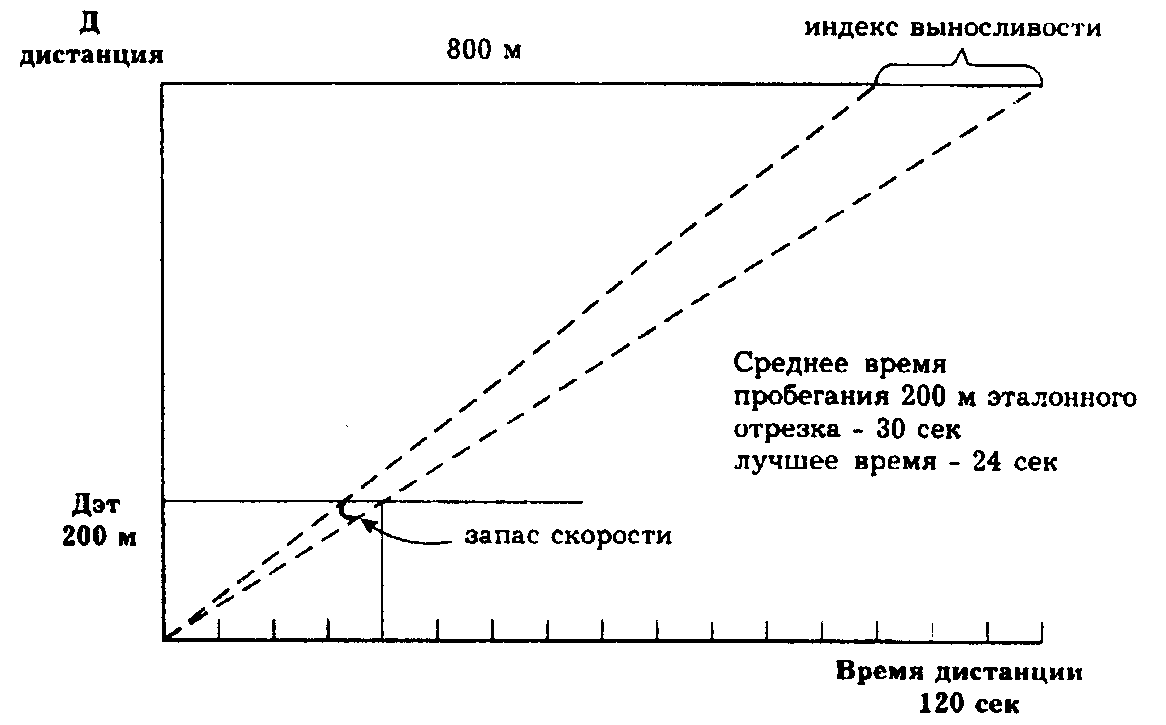 Д
дистанция
800 м
индекс выносливости
Среднее время
пробегания 200 м эталонного
отрезка - 30 сек
лучшее время - 24 сек
Дэт
200 м
запас скорости
Время дистанции
120 сек